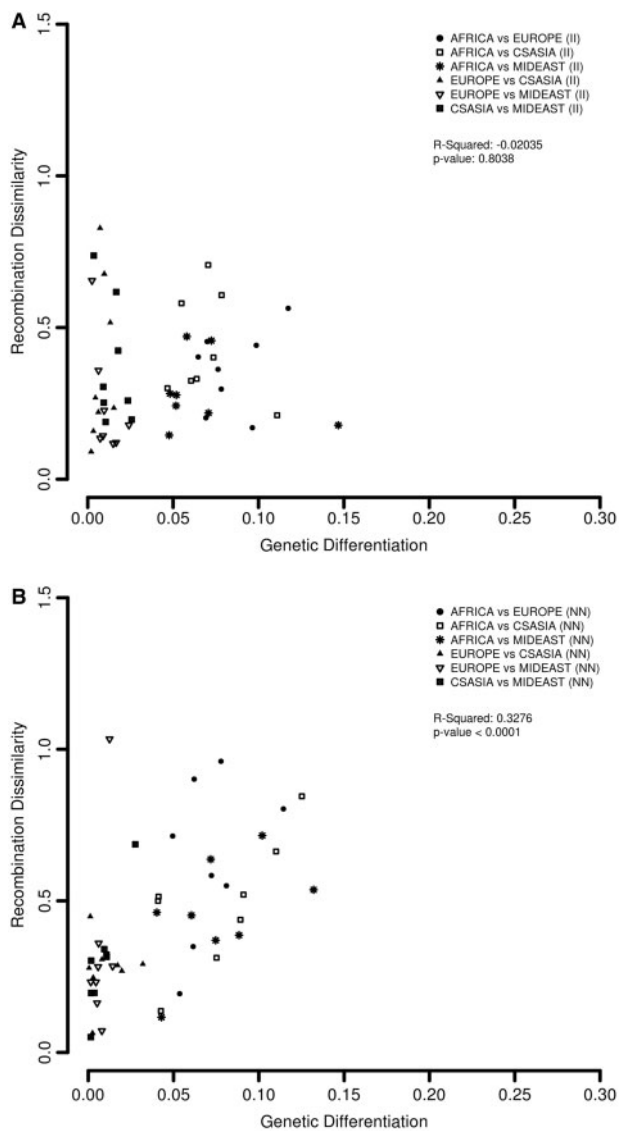 A
1.5
1.0
0.5
0.0
Recombination Dissimilarity
AFRICA vs EUROPE (II)
AFRICA vs CSASIA (II)
AFRICA vs MIDEAST (II)
EUROPE vs CSASIA (II)
EUROPE vs MIDEAST (II)
CSASIA vs MIDEAST (II)
R-Squared: -0.02035
p-value: 0.8038
0.00 0.05 0.10 0.15 0.20 0.25 0.30
Genetic Differentiation
B
1.5
1.0
0.5
0.0
Recombination Dissimilarity
AFRICA vs EUROPE (NN)
AFRICA vs CSASIA (NN)
AFRICA vs MIDEAST (NN)
EUROPE vs CSASIA (NN)
EUROPE vs MIDEAST (NN)
CSASIA vs MIDEAST (NN)
R-Squared: 0.3276
p-value < 0.0001
0.00 0.05 0.10 0.15 0.20 0.25 0.30
Genetic Differentiation